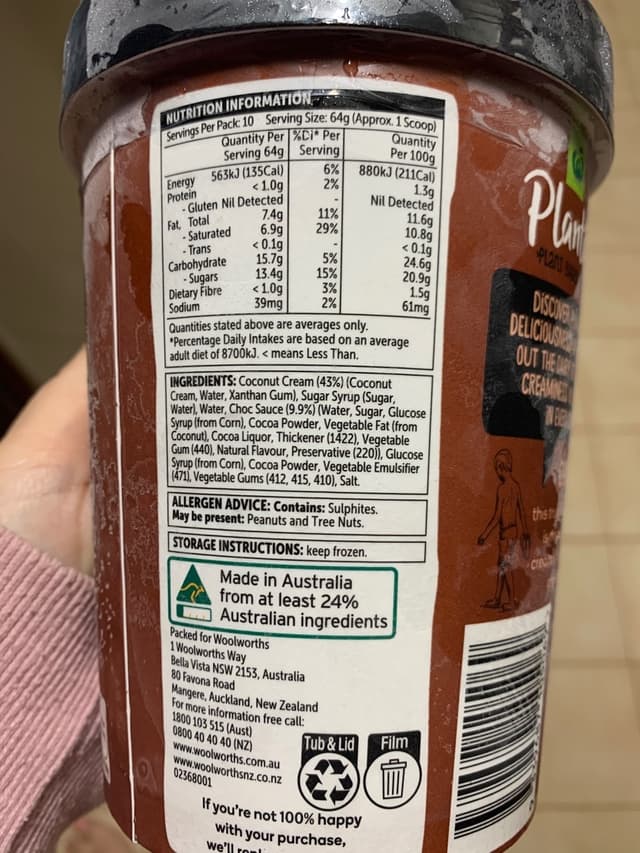 NUTRITION INFORMATION
Servings Per Pack: 10 Serving Size: 64g (Approx. 1 Scoop)
Quantity Per Serving 64g %DI* Per Serving Quantity Per 100g
Energy 563kJ (135Cal) 6% 880kJ (211Cal)
Protein <1.0g 2% 1.3g
- Gluten Nil Detected - Nil Detected
Fat, Total 7.4g 11% 11.6g
- Saturated 6.9g 29% 10.8g
- Trans <0.1g - <0.1g
Carbohydrate 15.7g 5% 24.6g
- Sugars 13.4g 15% 20.9g
Dietary Fibre <1.0g 3% 1.5g
Sodium 39mg 2% 61mg
Quantities stated above are averages only.
*Percentage Daily Intakes are based on an average
adult diet of 8700kJ. < means Less Than.
INGREDIENTS: Coconut Cream (43%) (Coconut
Cream, Water, Xanthan Gum), Sugar Syrup (Sugar,
Water), Water, Choc Sauce (9.9%) (Water, Sugar, Glucose
Syrup (from Corn), Cocoa Powder, Vegetable Fat (from
Coconut), Cocoa Liquor, Thickener (1422), Vegetable
Gum (440), Natural Flavour, Preservative (220)), Glucose
Syrup (from Corn), Cocoa Powder, Vegetable Emulsifier
(471), Vegetable Gums (412, 415, 410), Salt.
ALLERGEN ADVICE: Contains: Sulphites.
May be present: Peanuts and Tree Nuts.
STORAGE INSTRUCTIONS: keep frozen.
Made in Australia
from at least 24%
Australian ingredients
Packed for Woolworths
1 Woolworths Way
Bella Vista NSW 2153, Australia
80 Favona Road
Mangere, Auckland, New Zealand
For more information free call:
1800 103 515 (Aust)
0800 40 40 40 (NZ)
www.woolworths.com.au
www.woolworthsnz.co.nz
02368001
Tub & Lid
Film
If you're not 100% happy
with your purchase,
we'll
Plan
DISCOVER
DELICIOUSNESS
OUT THE
CREAMINESS
IN